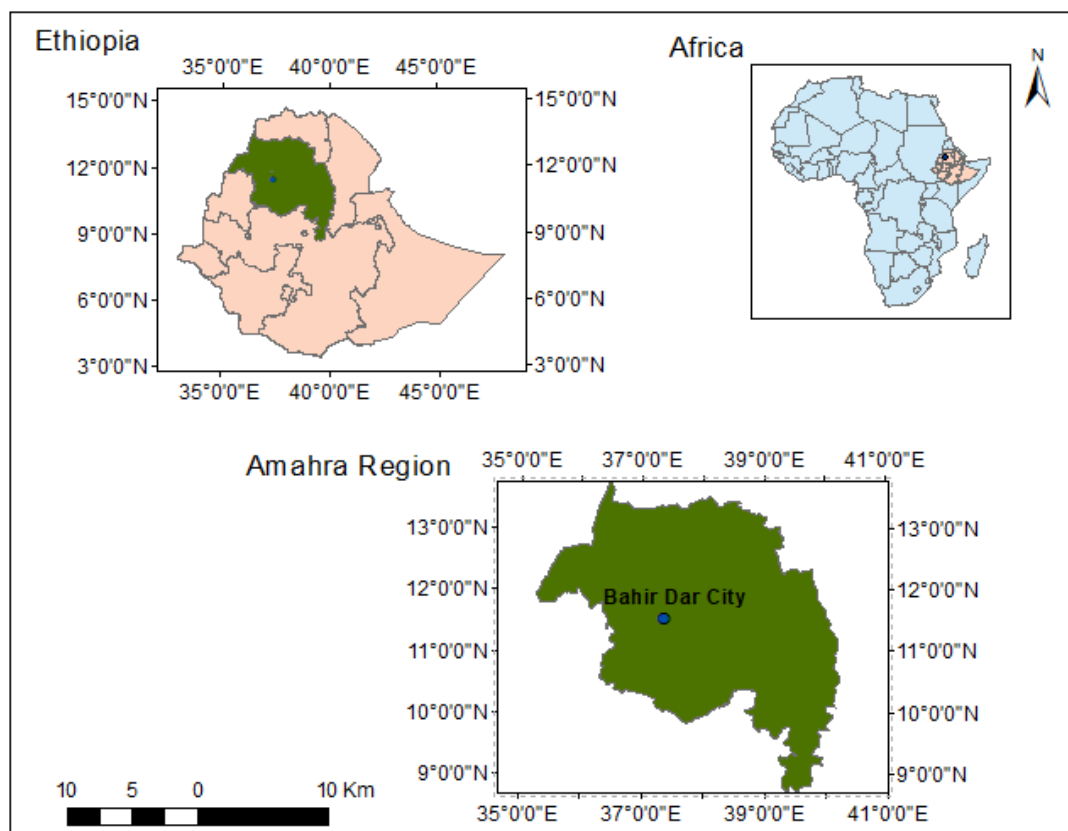 Ethiopia
35°0'0"E 40°0'0"E 45°0'0"E
15°0'0"N 15°0'0"N
12°0'0"N 12°0'0"N
9°0'0"N 9°0'0"N
6°0'0"N 6°0'0"N
3°0'0"N 3°0'0"N
35°0'0"E 40°0'0"E 45°0'0"E
Africa
N
Amahra Region
35°0'0"E 37°0'0"E 39°0'0"E 41°0'0"E
13°0'0"N 13°0'0"N
12°0'0"N 12°0'0"N
Bahir Dar City
11°0'0"N 11°0'0"N
10°0'0"N 10°0'0"N
9°0'0"N 9°0'0"N
35°0'0"E 37°0'0"E 39°0'0"E 41°0'0"E
10 5 0 10 Km